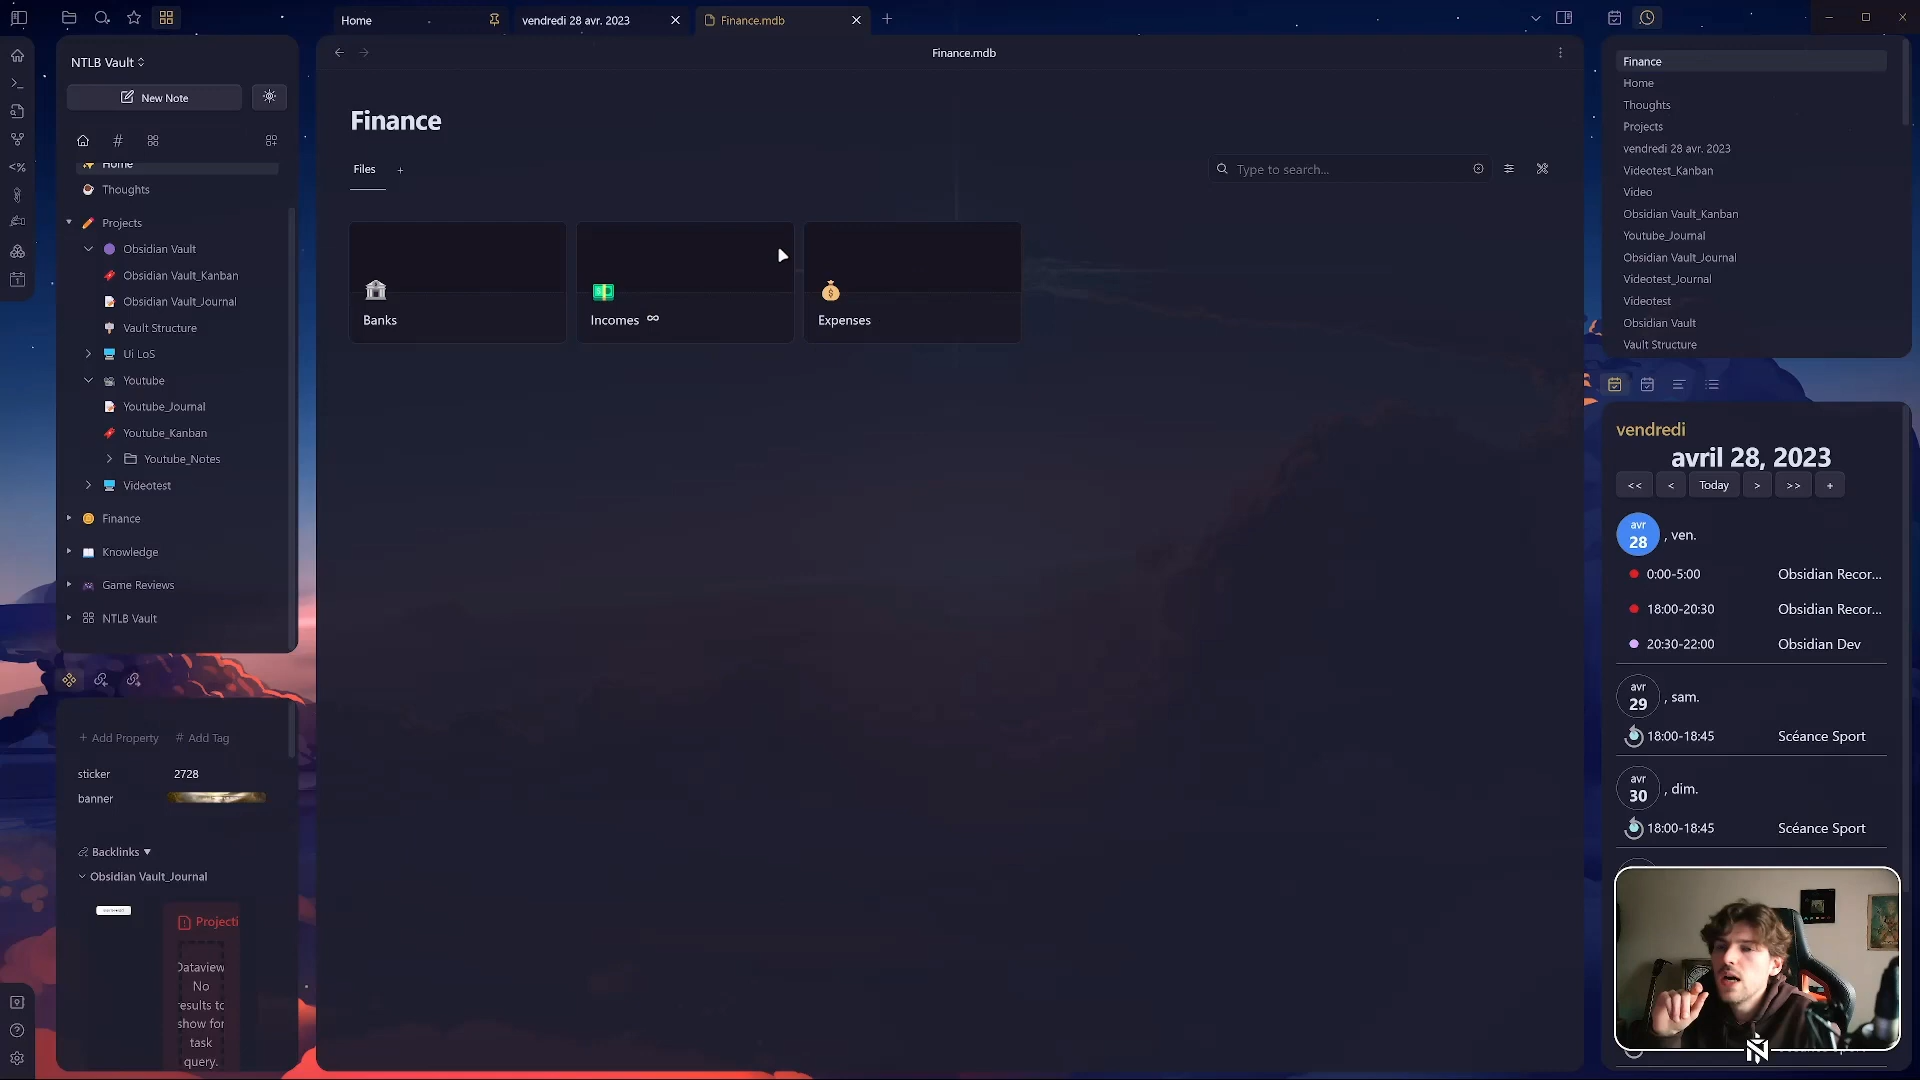 Home
vendredi 28 avr. 2023
Finance.mdb
NTLB Vault
New Note
#
Home
Thoughts
Projects
Obsidian Vault
Obsidian Vault_Kanban
Obsidian Vault_Journal
Vault Structure
Ui LoS
Youtube
Youtube_Journal
Youtube_Kanban
Youtube_Notes
Videotest
Finance
Knowledge
Game Reviews
NTLB Vault
+ Add Property
# Add Tag
sticker
2728
banner
Backlinks
Obsidian Vault_Journal
Projecti
Dataview
No
results to
show for
task
query.
Finance.mdb
Finance
Files
+
Type to search...
Banks
Incomes ∞
Expenses
Finance
Home
Thoughts
Projects
vendredi 28 avr. 2023
Videotest_Kanban
Video
Obsidian Vault_Kanban
Youtube_Journal
Obsidian Vault_Journal
Videotest_Journal
Videotest
Obsidian Vault
Vault Structure
vendredi
avril 28, 2023
<< < Today > >> +
avr
28
, ven.
0:00-5:00 Obsidian Recor...
18:00-20:30 Obsidian Recor...
20:30-22:00 Obsidian Dev
avr
29
, sam.
18:00-18:45 Scéance Sport
avr
30
, dim.
18:00-18:45 Scéance Sport